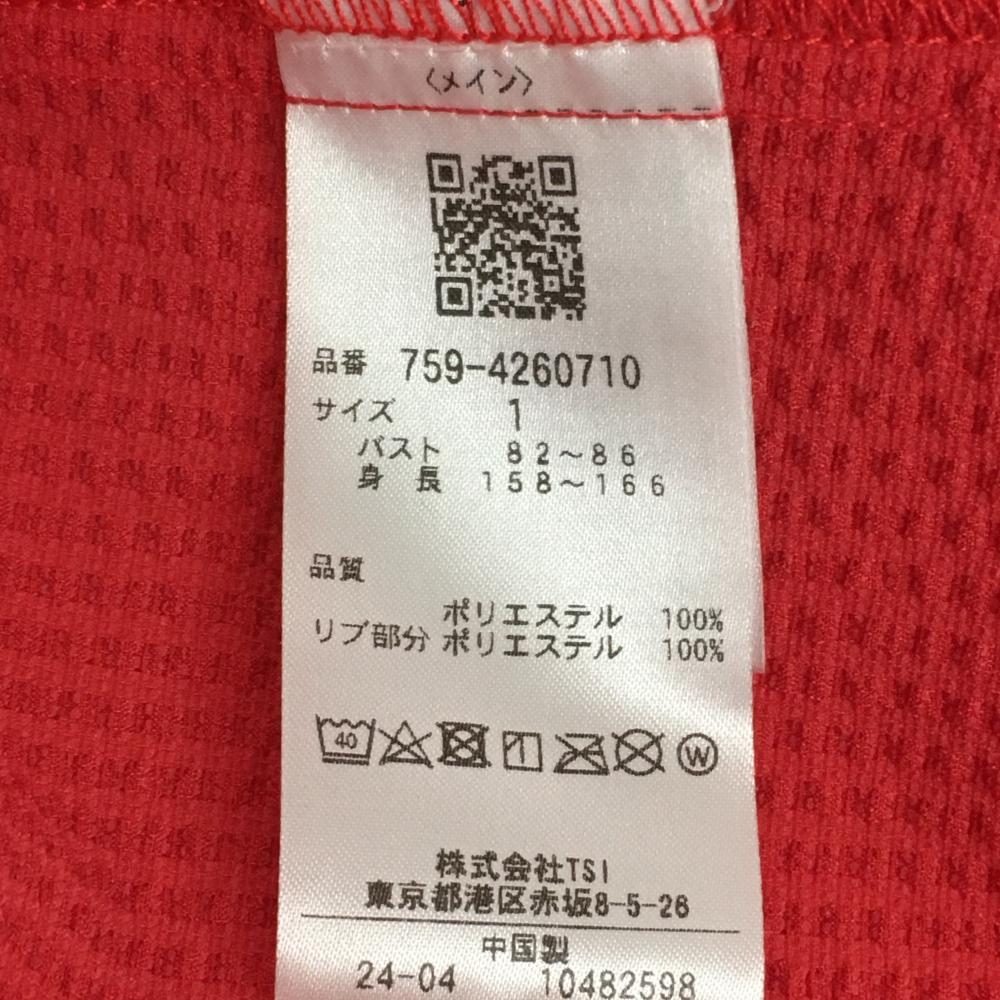 〈メイン〉
品番 759-4260710
サイズ 1
バスト 82~86
身長 158~166
品質
ポリエステル 100%
リブ部分 ポリエステル 100%
40
W
株式会社TSI
東京都港区赤坂8-5-26
中国製
24-04 10482598